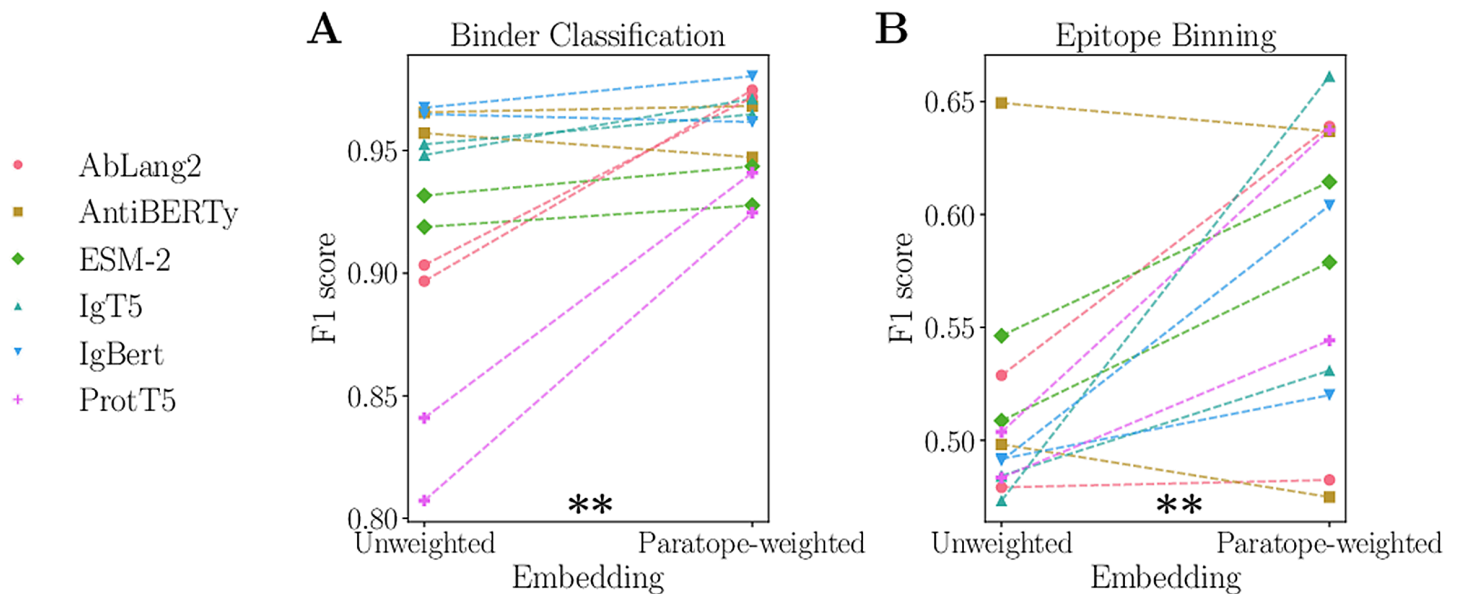 A
Binder Classification
B
Epitope Binning
AbLang2
AntiBERTy
ESM-2
IgT5
IgBert
ProtT5
F1 score
0.95
0.90
0.85
0.80
**
Unweighted
Paratope-weighted
Embedding
F1 score
0.65
0.60
0.55
0.50
**
Unweighted
Paratope-weighted
Embedding